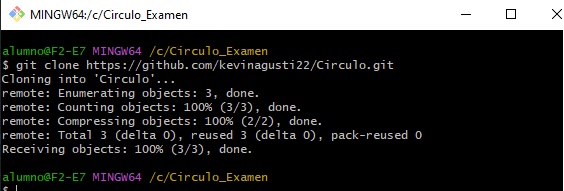 MINGW64:/c/Circulo_Examen
alumno@F2-E7 MINGW64 /c/Circulo_Examen
$ git clone https://github.com/kevinagusti22/Circulo.git
Cloning into 'Circulo'...
remote: Enumerating objects: 3, done.
remote: Counting objects: 100% (3/3), done.
remote: Compressing objects: 100% (2/2), done.
remote: Total 3 (delta 0), reused 3 (delta 0), pack-reused 0
Receiving objects: 100% (3/3), done.
alumno@F2-E7 MINGW64 /c/Circulo_Examen
$